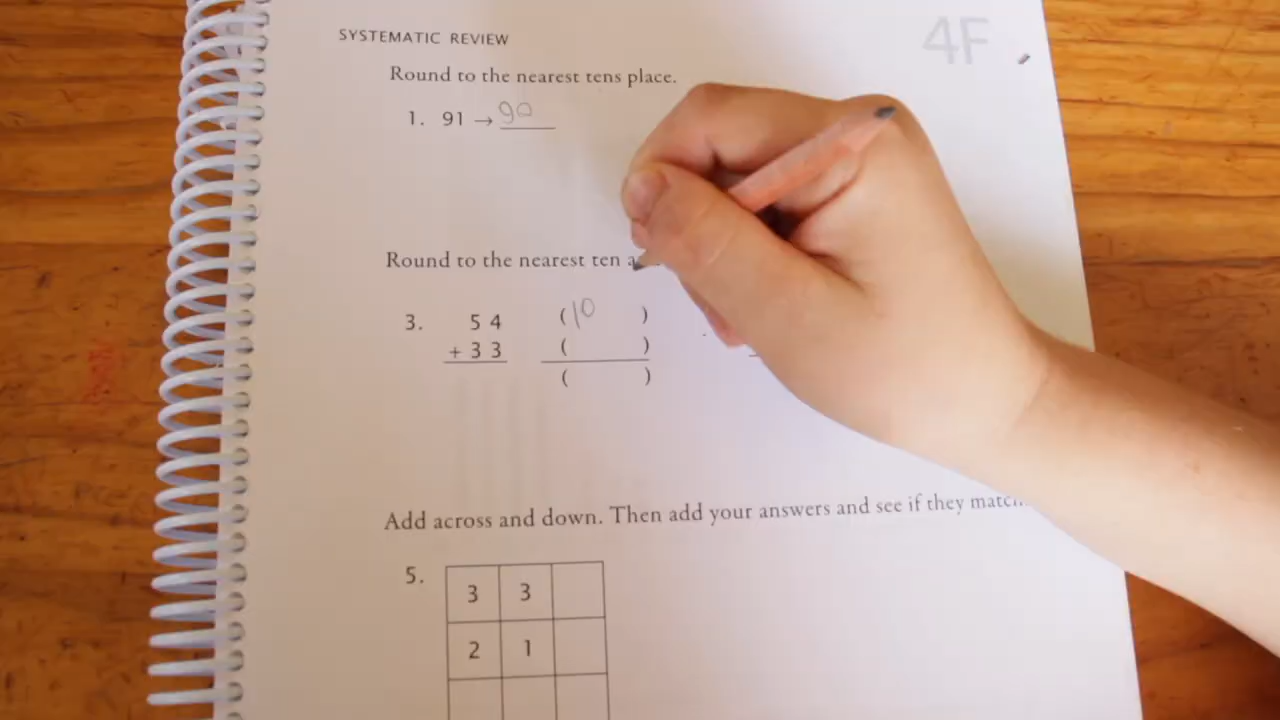 SYSTEMATIC REVIEW 4F
Round to the nearest tens place.
1. 91 → 90
Round to the nearest ten
3. 54 (10 )
+ 33 ( )
( )
Add across and down. Then add your answers and see if they match.
5. 3 3
2 1